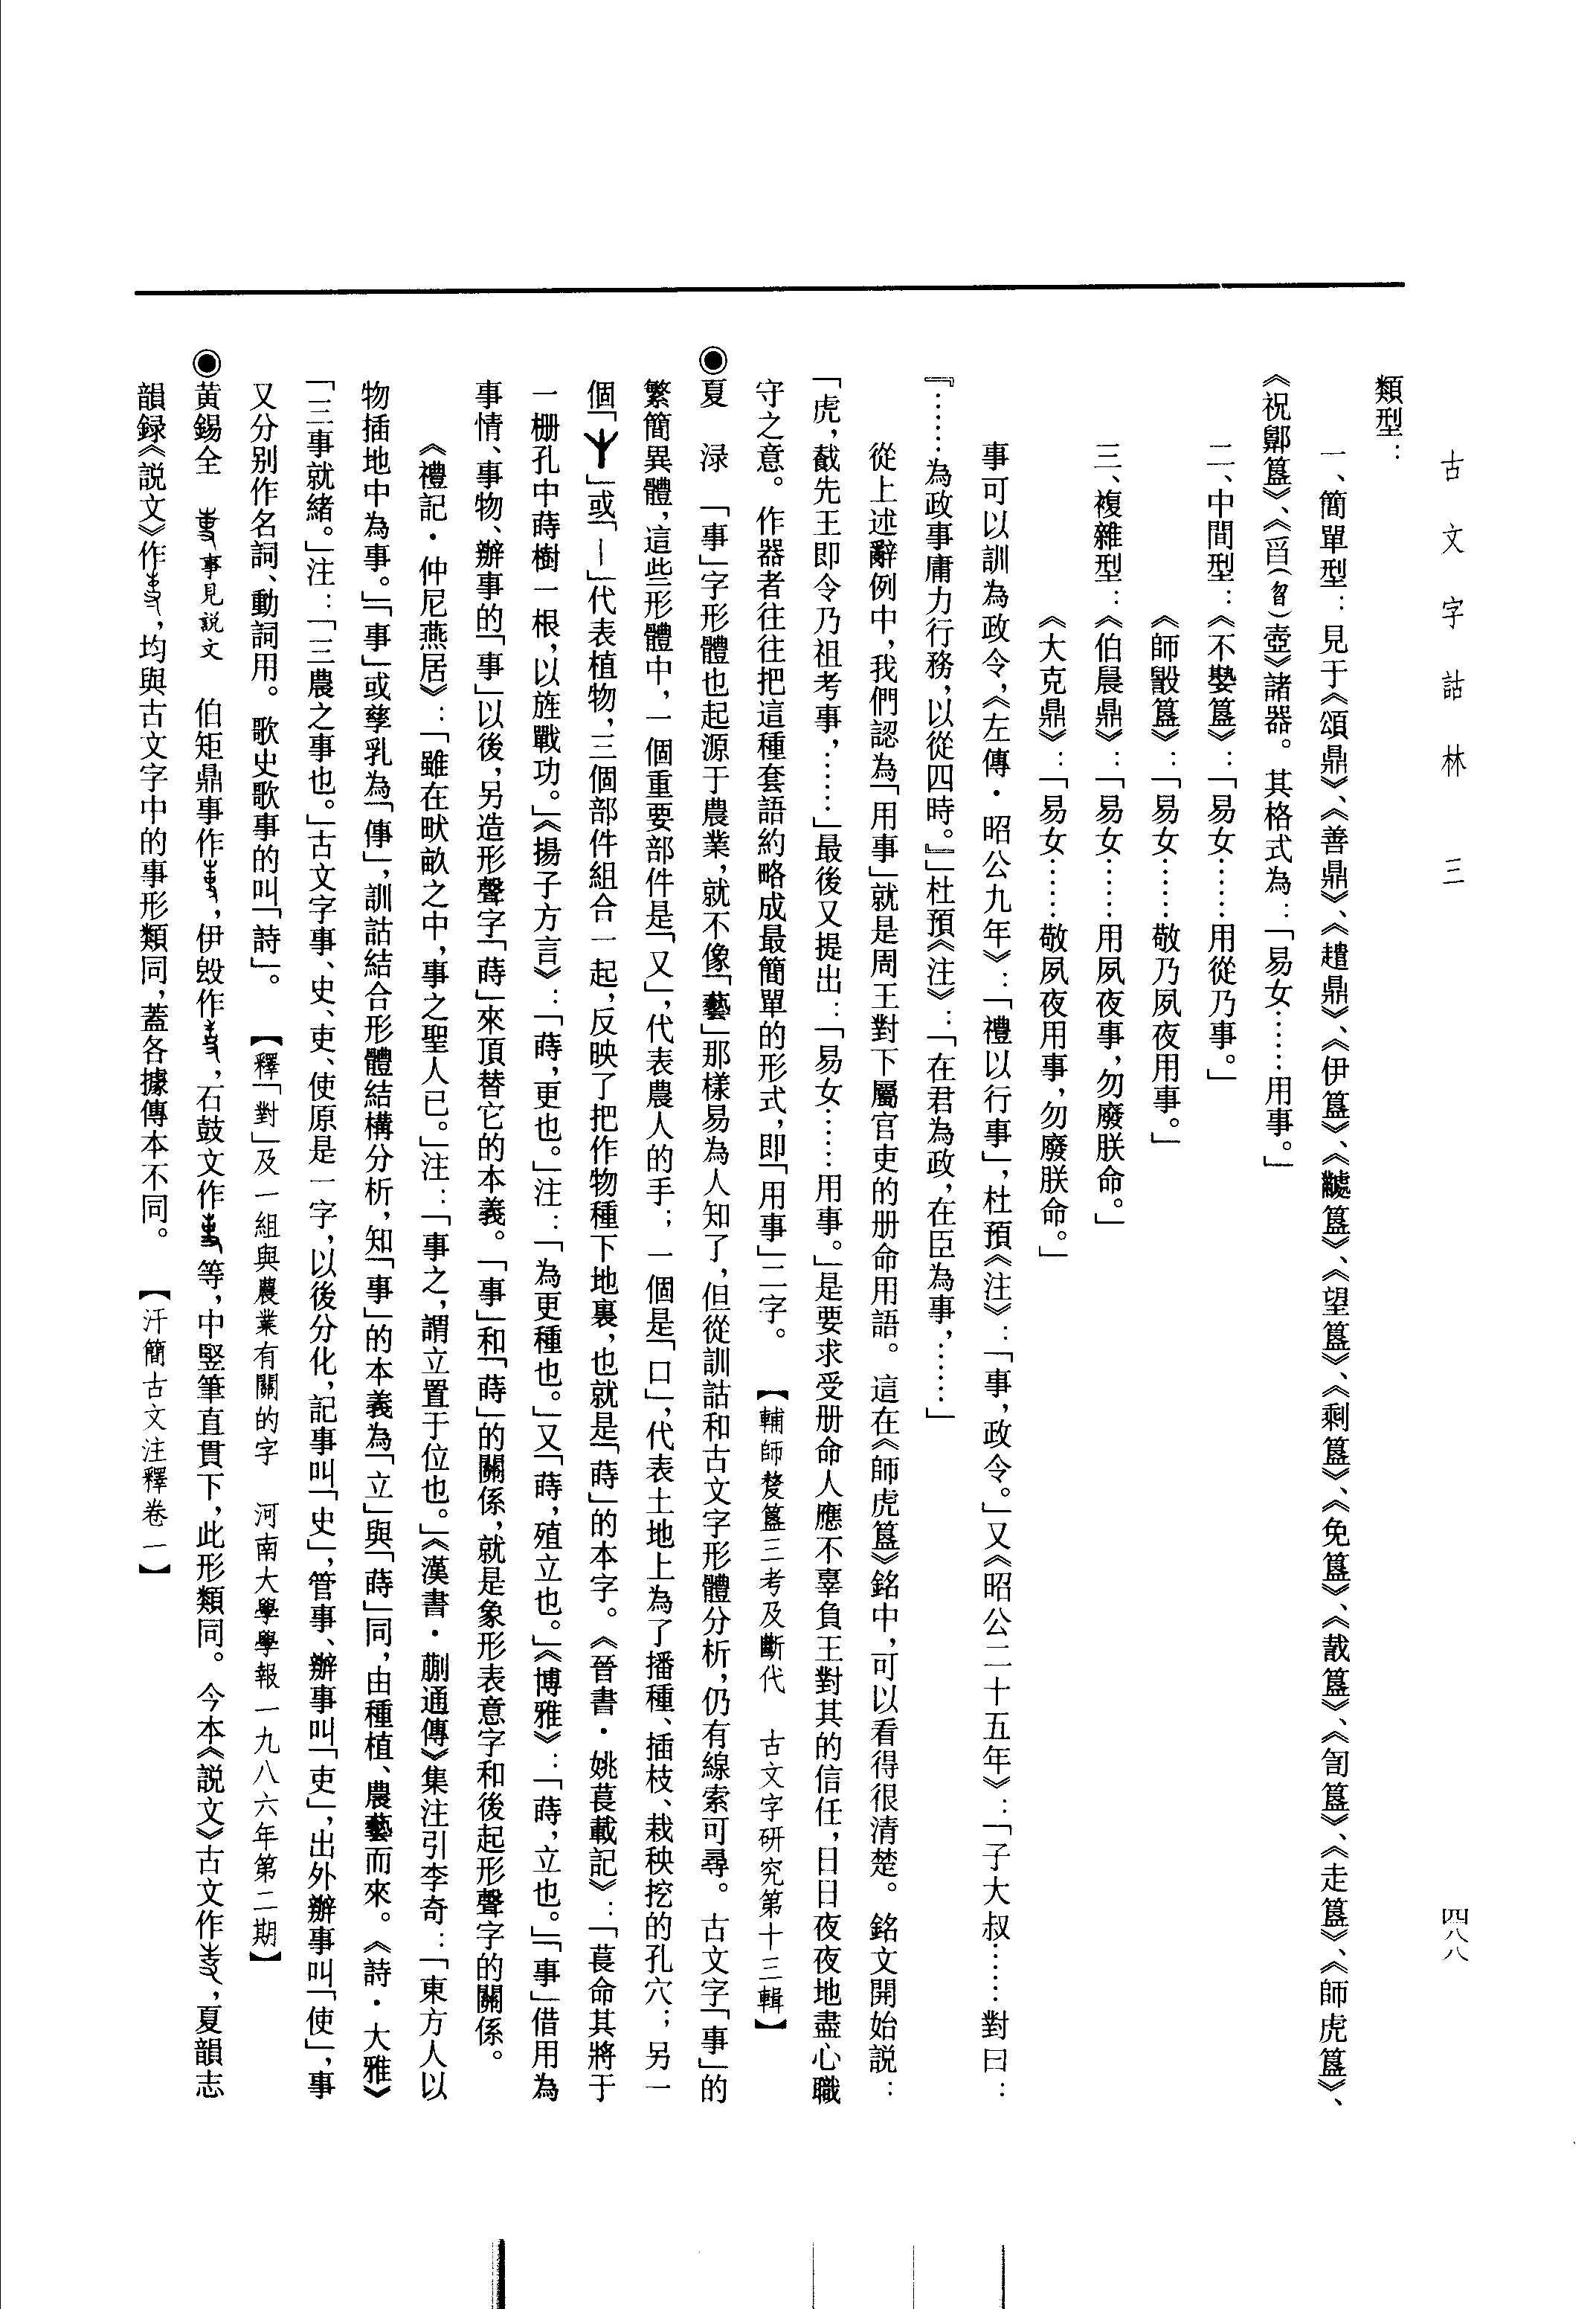 古文字詁林 三
四八八
類型：
一、簡單型：見于《頌鼎》、《善鼎》、《趞鼎》、《伊簋》、《簋》、《望簋》、《剩簋》、《免簋》、《𢦏簋》、《訇簋》、《走簋》、《師虎簋》、
《祝鄹簋》、《㫚（智）壺》諸器。其格式為：「易女……用事。」
二、中間型：《不㜏簋》：「易女……用從乃事。」
《師毀簋》：「易女……敬乃夙夜用事。」
三、複雜型：《伯晨鼎》：「易女……用夙夜事，勿廢朕命。」
《大克鼎》：「易女……敬夙夜用事，勿廢朕命。」
事可以訓為政令，《左傳・昭公九年》：「禮以行事」，杜預《注》：「事，政令。」又《昭公二十五年》：「子大叔……對曰：
『……為政事庸力行務，以從四時。』」杜預《注》：「在君為政，在臣為事，……」
從上述辭例中，我們認為「用事」就是周王對下屬官吏的册命用語。這在《師虎簋》銘中，可以看得很清楚。銘文開始説：
「虎，㦰先王即令乃祖考事，……」最後又提出：「易女……用事。」是要求受册命人應不辜負王對其的信任，日日夜夜地盡心職
守之意。作器者往往把這種套語約略成最簡單的形式，即「用事」二字。 【輔師嫠簋三考及斷代 古文字研究第十三輯】
◉夏 淥 「事」字形體也起源于農業，就不像「藝」那樣易為人知了，但從訓詁和古文字形體分析，仍有線索可尋。古文字「事」的
繁簡異體，這些形體中，一個重要部件是「又」，代表農人的手；一個是「口」，代表土地上為了播種、插枝、栽秧挖的孔穴；另一
個「」或「丨」代表植物，三個部件組合一起，反映了把作物種下地裏，也就是「蒔」的本字。《晉書・姚萇載記》：「萇命其將于
一栅孔中蒔樹一根，以旌戰功。」《揚子方言》：「蒔，更也。」注：「為更種也。」又「蒔，殖立也。」《博雅》：「蒔，立也。」「事」借用為
事情、事物、辦事的「事」以後，另造形聲字「蒔」來頂替它的本義。「事」和「蒔」的關係，就是象形表意字和後起形聲字的關係。
《禮記・仲尼燕居》：「雖在畎畝之中，事之聖人已。」注：「事之，謂立置于位也。」《漢書・蒯通傳》集注引李奇：「東方人以
物插地中為事。」「事」或孳乳為「傳」，訓詁結合形體結構分析，知「事」的本義為「立」與「蒔」同，由種植、農藝而來。《詩・大雅》
「三事就緒。」注：「三農之事也。」古文字事、史、吏、使原是一字，以後分化，記事叫「史」，管事、辦事叫「吏」，出外辦事叫「使」，事
又分别作名詞、動詞用。歌史歌事的叫「詩」。 【釋「對」及一組與農業有關的字 河南大學學報一九八六年第二期】
◉黄錫全 事見説文 伯矩鼎事作，伊𣪘作，石鼓文作等，中竪筆直貫下，此形類同。今本《説文》古文作，夏韻志
韻録《説文》作，均與古文字中的事形類同，蓋各據傳本不同。 【汗簡古文注釋卷一】